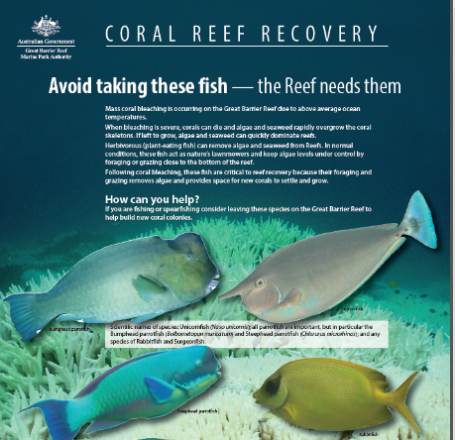 CORAL REEF RECOVERY
Australian Government
Great Barrier Reef
Marine Park Authority
Avoid taking these fish — the Reef needs them
Mass coral bleaching is occurring on the Great Barrier Reef due to above average ocean
temperatures.
When bleaching is severe, corals can die and algae and seaweed rapidly overgrow the coral
skeletons. If left to grow, algae and seaweed can quickly dominate reefs.
Herbivorous (plant-eating fish) can remove algae and seaweed from Reefs. In normal
conditions, these fish act as nature's lawnmowers and keep algae levels under control by
foraging or grazing close to the bottom of the reef.
Following coral bleaching, these fish are critical to reef recovery because their foraging and
grazing removes algae and provides space for new corals to settle and grow.
How can you help?
If you are fishing or spearfishing consider leaving these species on the Great Barrier Reef to
help build new coral colonies.
Unicornfish
Bumphead parrotfish
Scientific names of species: Unicornfish (Naso unicornis); all parrotfish are important, but in particular the
Bumphead parrotfish (Bolbometopon muricatum) and Steephead parrotfish (Chlorurus microrhinos); and any
species of Rabbitfish and Surgeonfish.
Steephead parrotfish
Rabbitfish